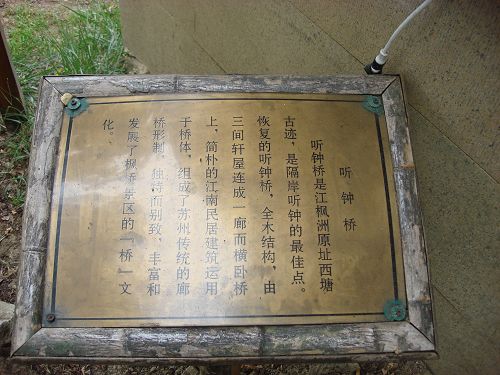 听钟桥
听钟桥是江枫洲原址西塘
古迹，是隔岸听钟的最佳点。
恢复的听钟桥，全木结构，由
三间轩屋连成一廊而横卧桥
上，简朴的江南民居建筑运用
于桥体，组成了苏州传统的廊
桥形制，独特而别致，丰富和
发展了枫桥景区的“桥”文
化。